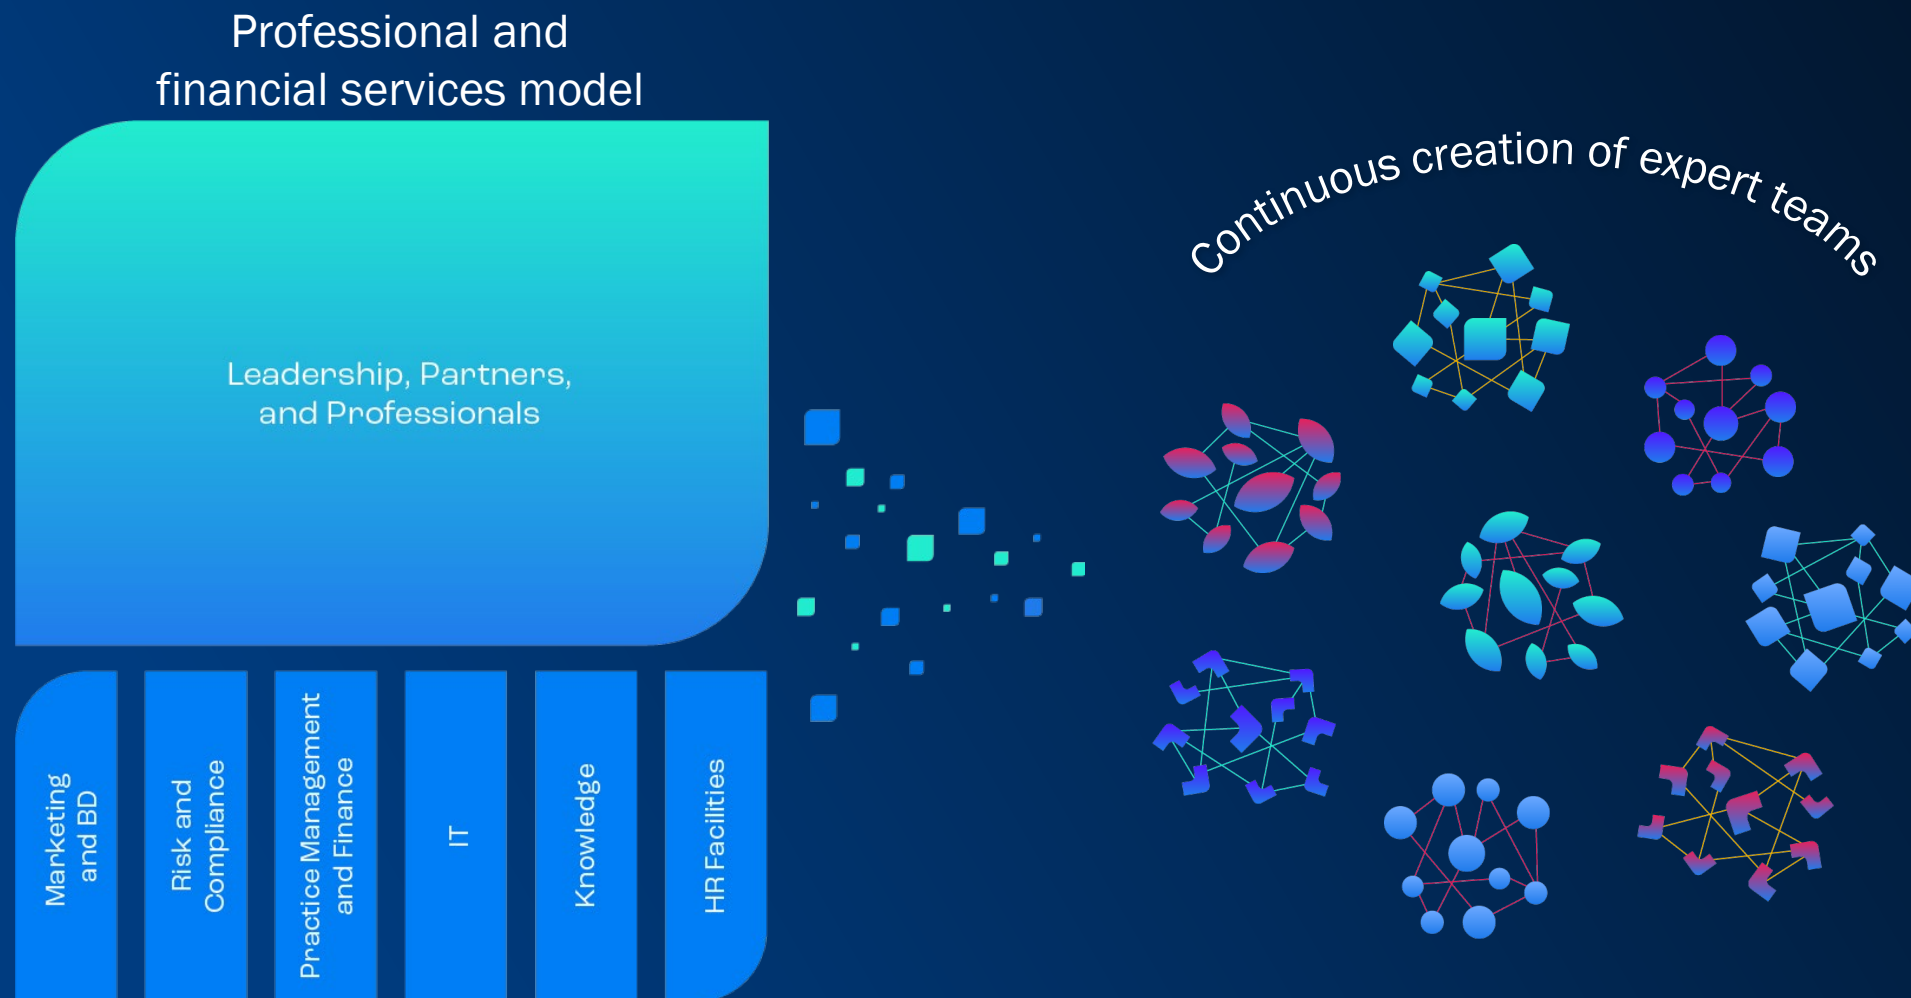 Professional and
financial services model
Leadership, Partners,
and Professionals
Marketing
and BD
Risk and
Compliance
Practice Management
and Finance
IT
Knowledge
HR Facilities
Continuous creation of expert teams